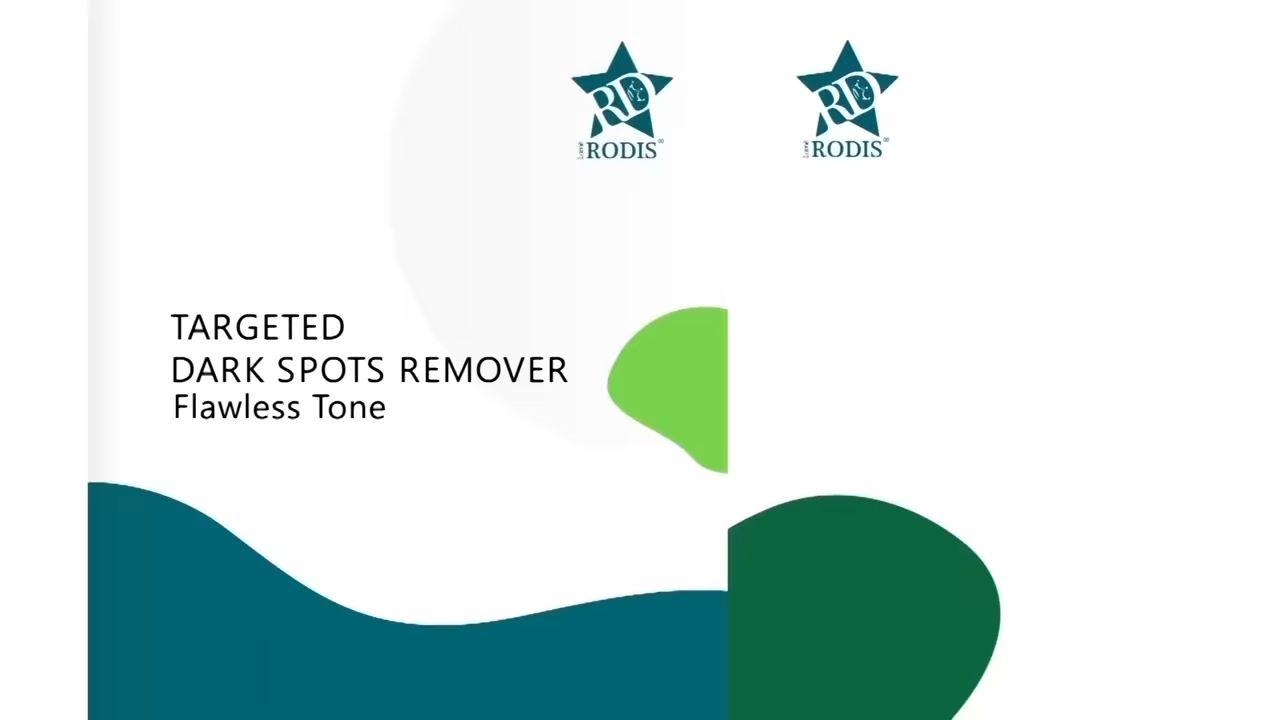 RD
RODIS
RD
RODIS
TARGETED
DARK SPOTS REMOVER
Flawless Tone